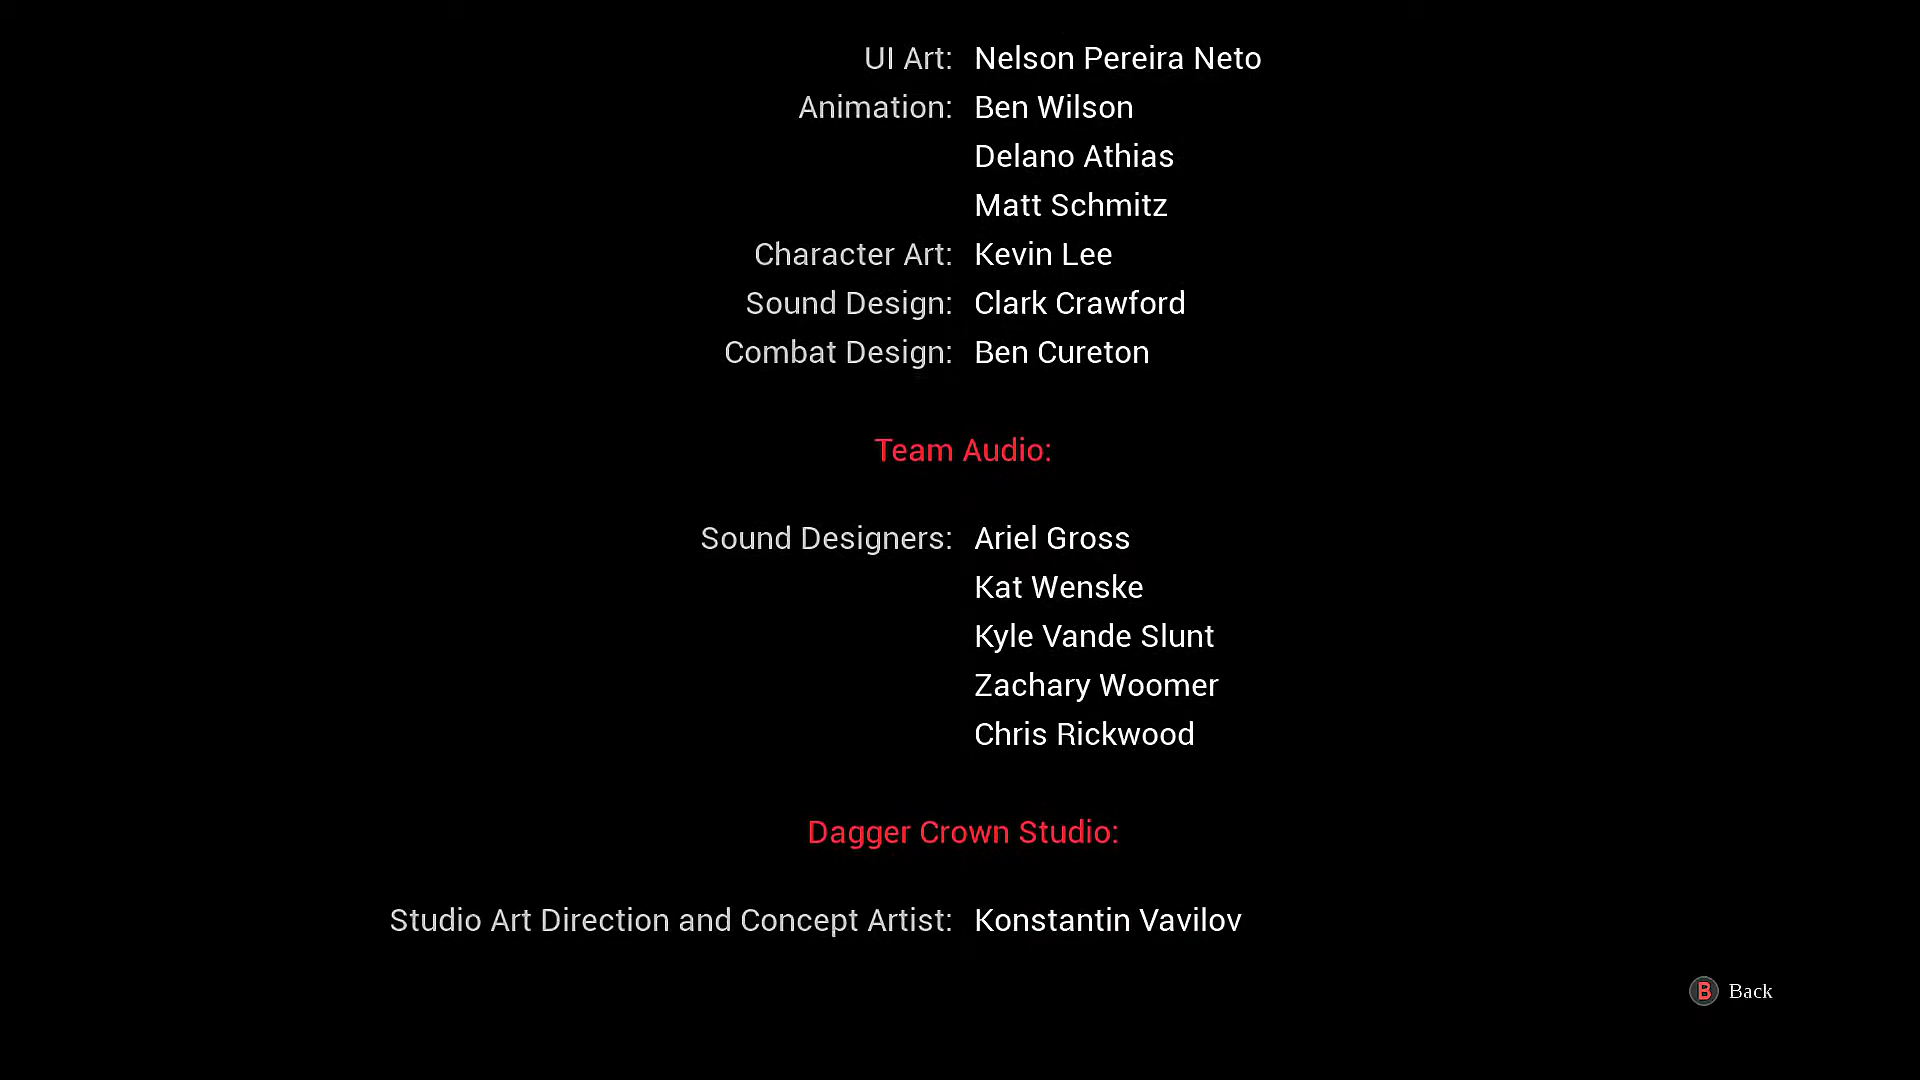 UI Art: Nelson Pereira Neto
Animation: Ben Wilson
Delano Athias
Matt Schmitz
Character Art: Kevin Lee
Sound Design: Clark Crawford
Combat Design: Ben Cureton
Team Audio:
Sound Designers: Ariel Gross
Kat Wenske
Kyle Vande Slunt
Zachary Woomer
Chris Rickwood
Dagger Crown Studio:
Studio Art Direction and Concept Artist: Konstantin Vavilov
B Back